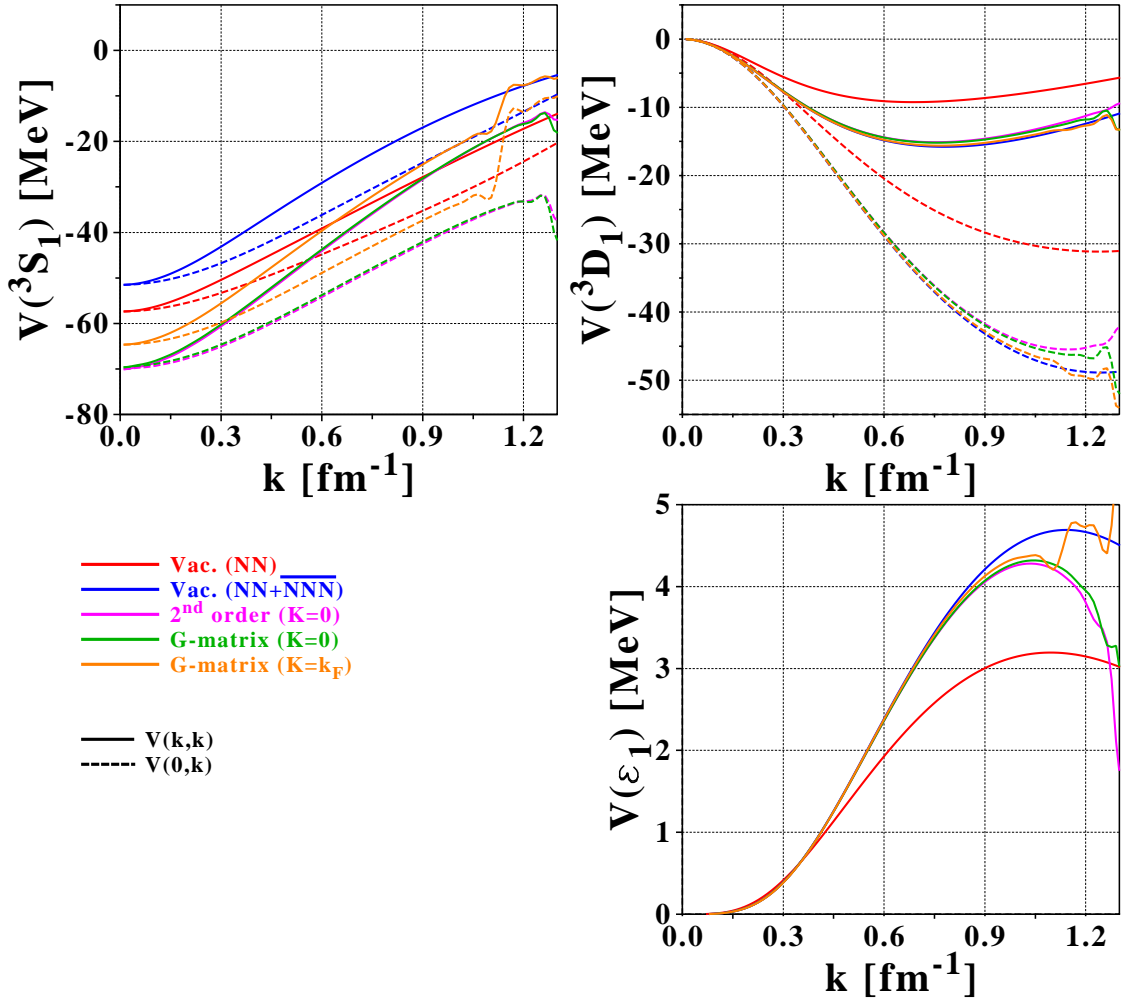 V(³S₁) [MeV]
0
-20
-40
-60
-80
0.0 0.3 0.6 0.9 1.2
k [fm⁻¹]
V(³D₁) [MeV]
0
-10
-20
-30
-40
-50
0.0 0.3 0.6 0.9 1.2
k [fm⁻¹]
Vac. (NN)
Vac. (NN+N̅N̅N̅)
2ⁿᵈ order (K=0)
G-matrix (K=0)
G-matrix (K=k_F)
V(k,k)
V(0,k)
V(ε₁) [MeV]
5
4
3
2
1
0
0.0 0.3 0.6 0.9 1.2
k [fm⁻¹]